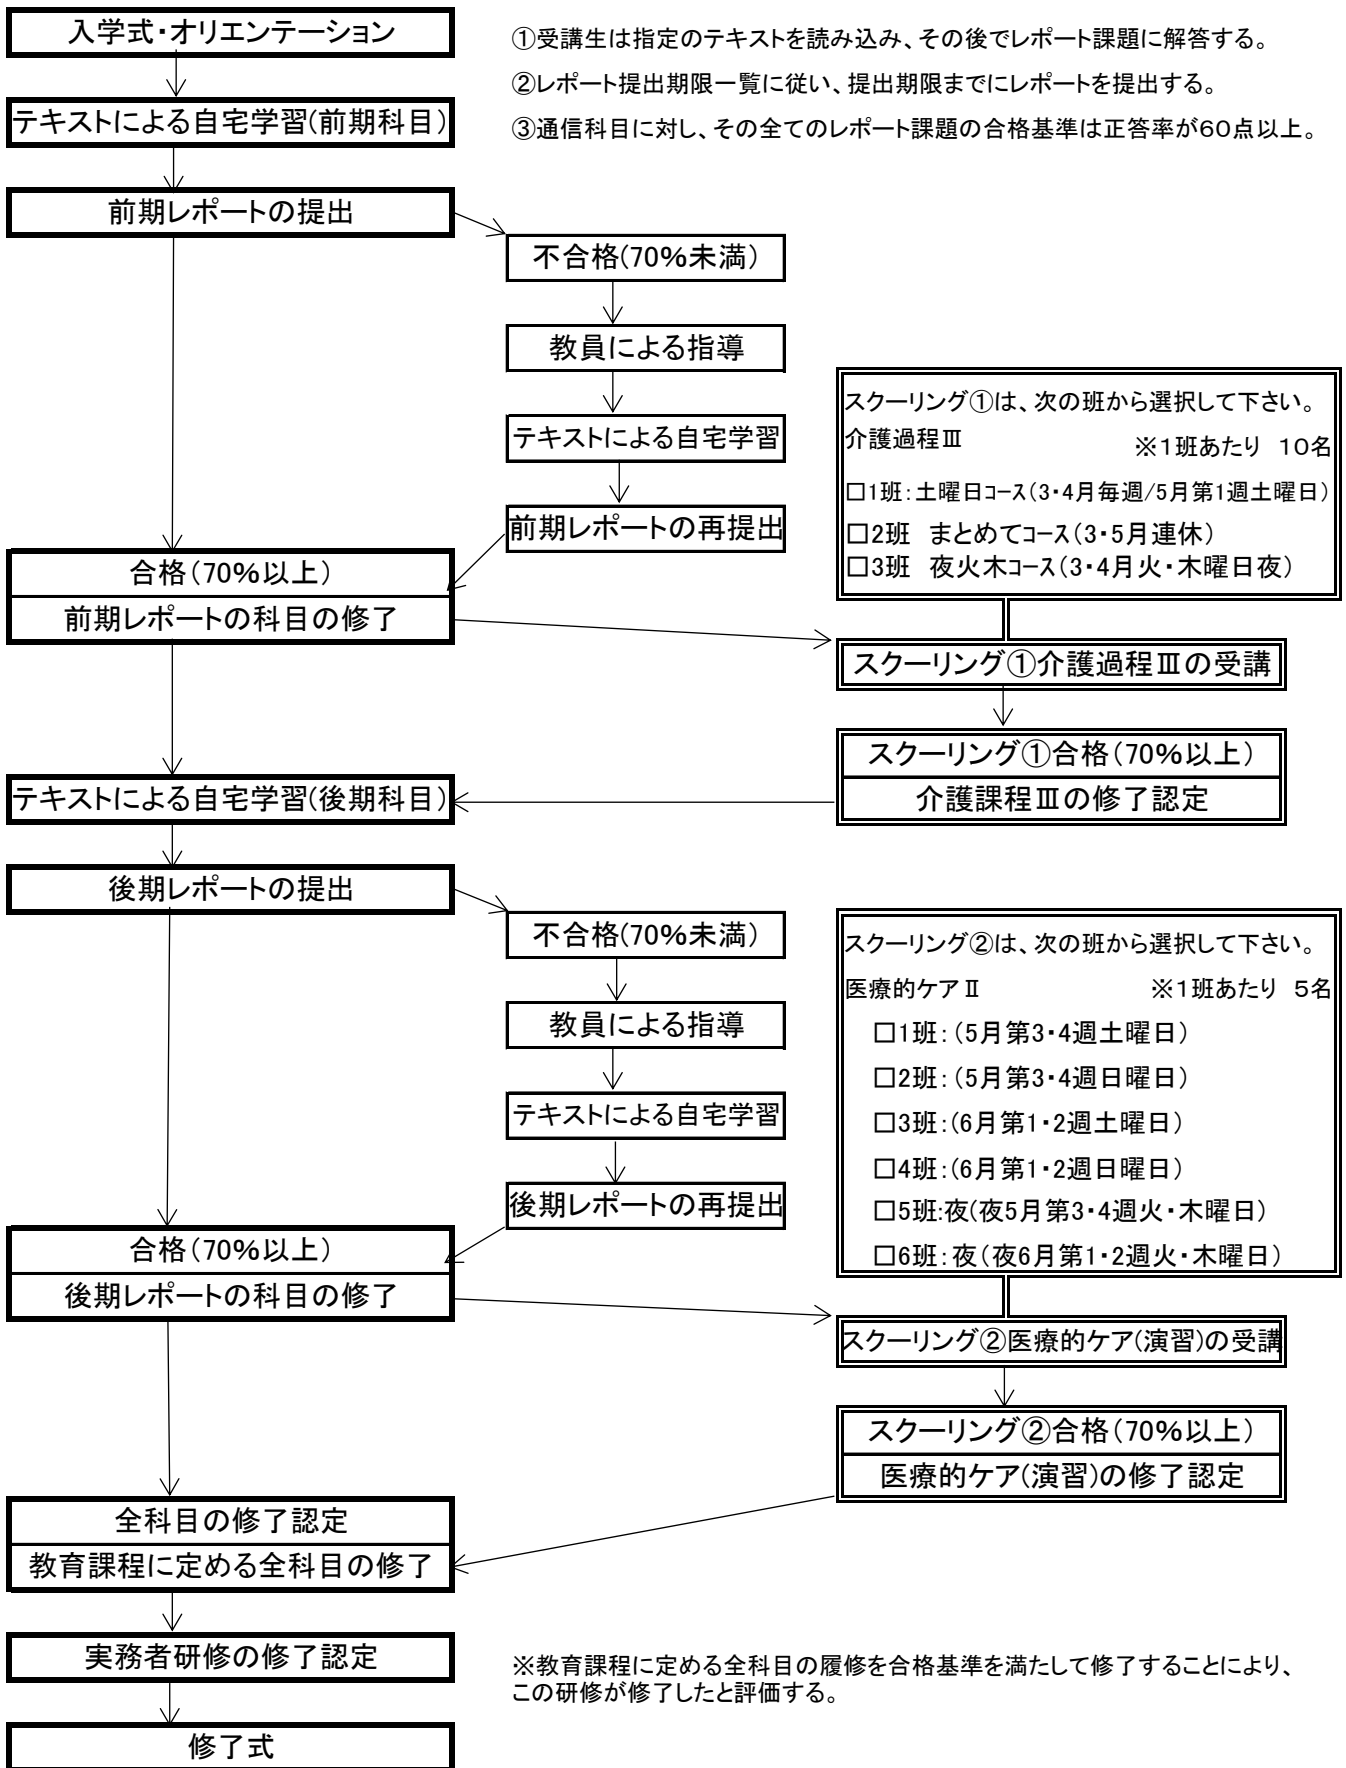 入学式・オリエンテーション
①受講生は指定のテキストを読み込み、その後でレポート課題に解答する。
②レポート提出期限一覧に従い、提出期限までにレポートを提出する。
テキストによる自宅学習(前期科目)
③通信科目に対し、その全てのレポート課題の合格基準は正答率が60点以上。
前期レポートの提出
不合格(70%未満)
教員による指導
テキストによる自宅学習
前期レポートの再提出
スクーリング①は、次の班から選択して下さい。
介護過程Ⅲ ※1班あたり 10名
□1班:土曜日コース(3・4月毎週/5月第1週土曜日)
□2班 まとめてコース(3・5月連休)
□3班 夜火木コース(3・4月火・木曜日夜)
合格(70%以上)
前期レポートの科目の修了
スクーリング①介護過程Ⅲの受講
スクーリング①合格(70%以上)
介護課程Ⅲの修了認定
テキストによる自宅学習(後期科目)
後期レポートの提出
不合格(70%未満)
教員による指導
テキストによる自宅学習
後期レポートの再提出
スクーリング②は、次の班から選択して下さい。
医療的ケアⅡ ※1班あたり 5名
□1班:(5月第3・4週土曜日)
□2班:(5月第3・4週日曜日)
□3班:(6月第1・2週土曜日)
□4班:(6月第1・2週日曜日)
□5班:夜(夜5月第3・4週火・木曜日)
□6班:夜(夜6月第1・2週火・木曜日)
合格(70%以上)
後期レポートの科目の修了
スクーリング②医療的ケア(演習)の受講
スクーリング②合格(70%以上)
医療的ケア(演習)の修了認定
全科目の修了認定
教育課程に定める全科目の修了
実務者研修の修了認定
※教育課程に定める全科目の履修を合格基準を満たして修了することにより、
この研修が修了したと評価する。
修了式